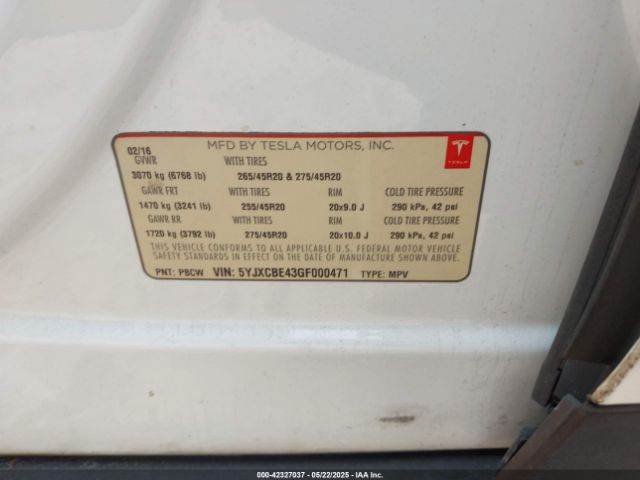 MFD BY TESLA MOTORS, INC.
02/16
GVWR WITH TIRES
3070 kg (6768 lb) 265/45R20 & 275/45R20
GAWR FRT WITH TIRES RIM COLD TIRE PRESSURE
1470 kg (3241 lb) 255/45R20 20x9.0 J 290 kPa, 42 psi
GAWR RR WITH TIRES RIM COLD TIRE PRESSURE
1720 kg (3792 lb) 275/45R20 20x10.0 J 290 kPa, 42 psi
THIS VEHICLE CONFORMS TO ALL APPLICABLE U.S. FEDERAL MOTOR VEHICLE
SAFETY STANDARDS IN EFFECT ON THE DATE OF MANUFACTURE SHOWN ABOVE.
PNT: PBCW VIN: 5YJXCBE43GF000471 TYPE: MPV
TESLA
000-42327037 - 05/22/2025 - IAA Inc.